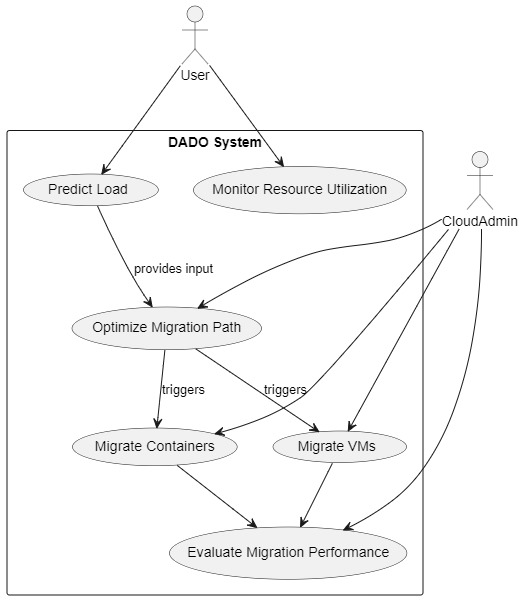 User
DADO System
Predict Load
Monitor Resource Utilization
CloudAdmin
provides input
Optimize Migration Path
triggers
triggers
Migrate Containers
Migrate VMs
Evaluate Migration Performance